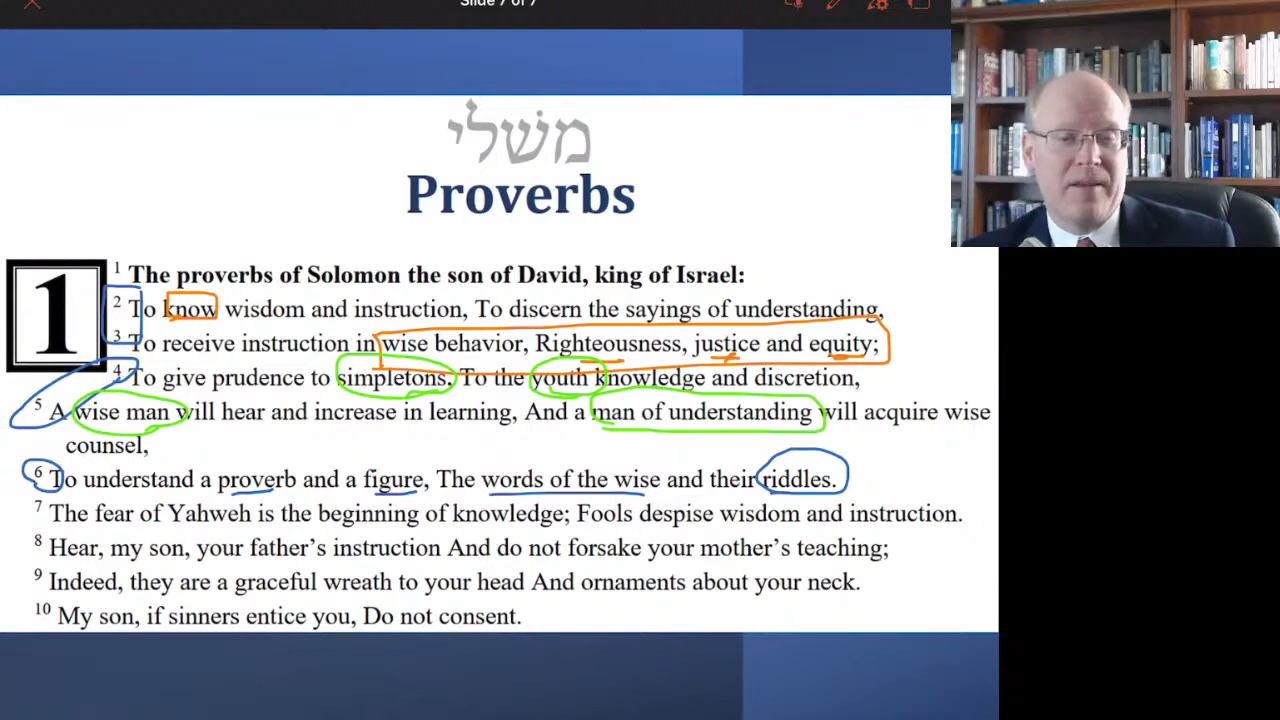 Slide 7 of 7
משלי
Proverbs
1
1 The proverbs of Solomon the son of David, king of Israel:
2 To know wisdom and instruction, To discern the sayings of understanding,
3 To receive instruction in wise behavior, Righteousness, justice and equity;
4 To give prudence to simpletons, To the youth knowledge and discretion,
5 A wise man will hear and increase in learning, And a man of understanding will acquire wise
counsel,
6 To understand a proverb and a figure, The words of the wise and their riddles.
7 The fear of Yahweh is the beginning of knowledge; Fools despise wisdom and instruction.
8 Hear, my son, your father’s instruction And do not forsake your mother’s teaching;
9 Indeed, they are a graceful wreath to your head And ornaments about your neck.
10 My son, if sinners entice you, Do not consent.